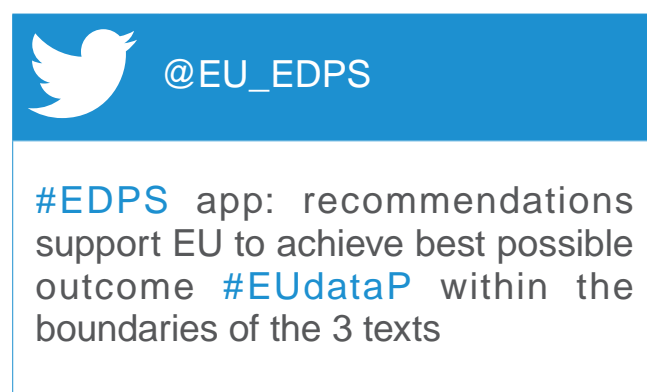 @EU_EDPS
#EDPS app: recommendations
support EU to achieve best possible
outcome #EUdataP within the
boundaries of the 3 texts